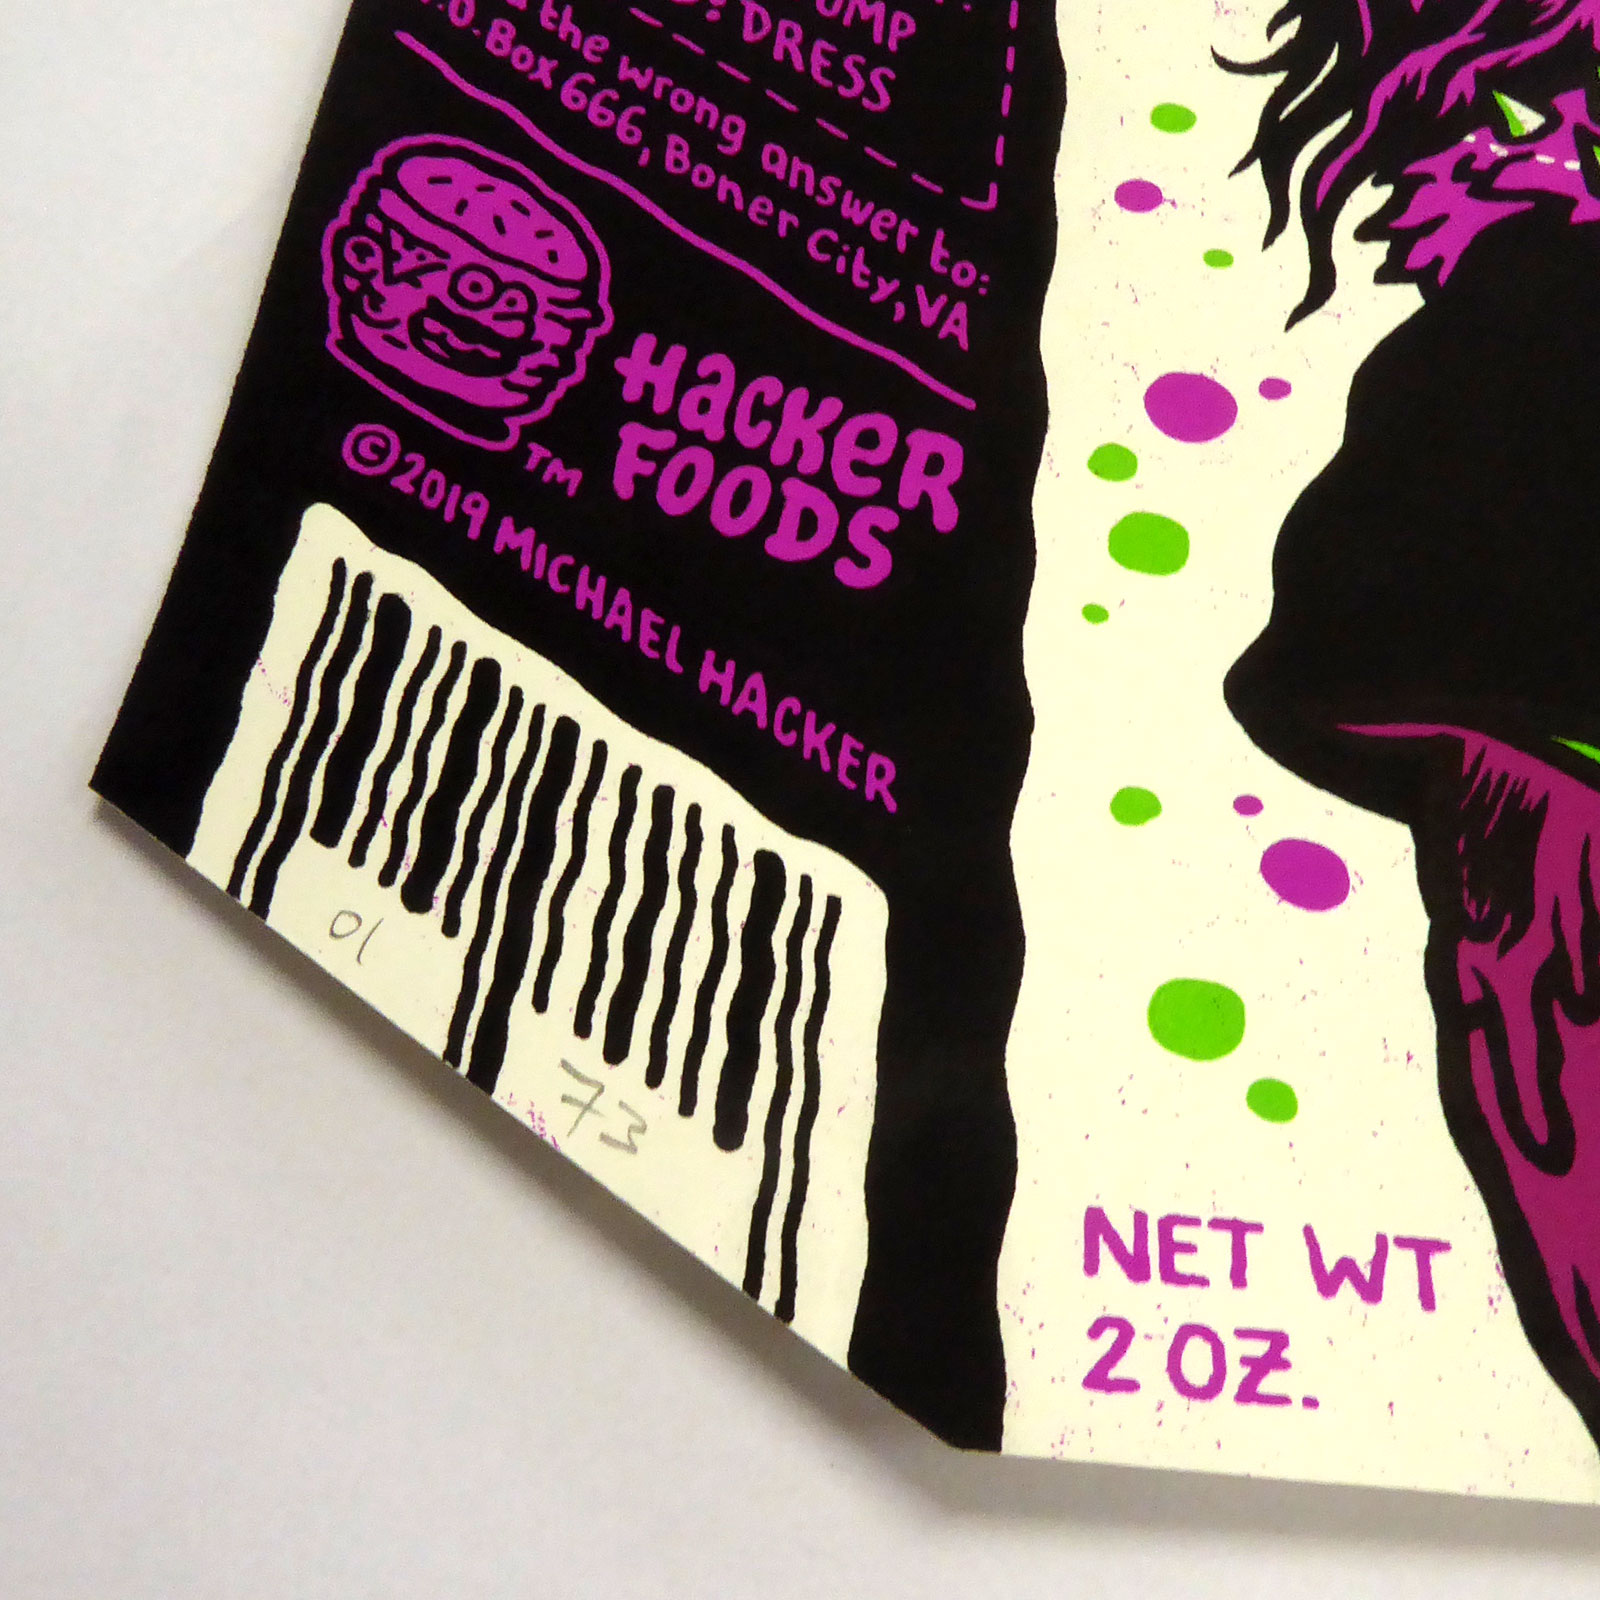 DRESS
the wrong answer to:
Box 666, Boner City, VA
HACKER
FOODS
TM
©2019 MICHAEL HACKER
01
73
NET WT
2 OZ.